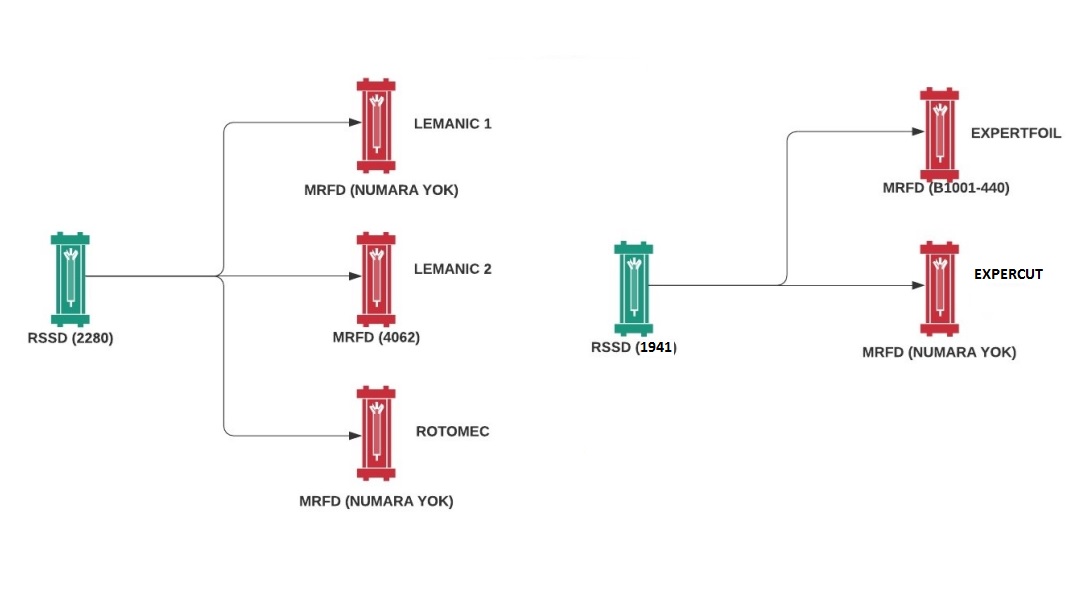 LEMANIC 1
MRFD (NUMARA YOK)
LEMANIC 2
RSSD (2280)
MRFD (4062)
ROTOMEC
MRFD (NUMARA YOK)
EXPERTFOIL
MRFD (B1001-440)
EXPERCUT
RSSD (1941)
MRFD (NUMARA YOK)